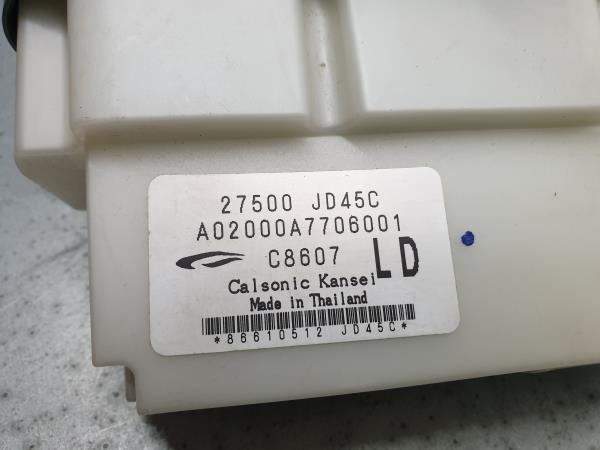 27500 JD45C
A02000A7706001
C8607 LD
Calsonic Kansei
Made in Thailand
*86610512 JD45C*